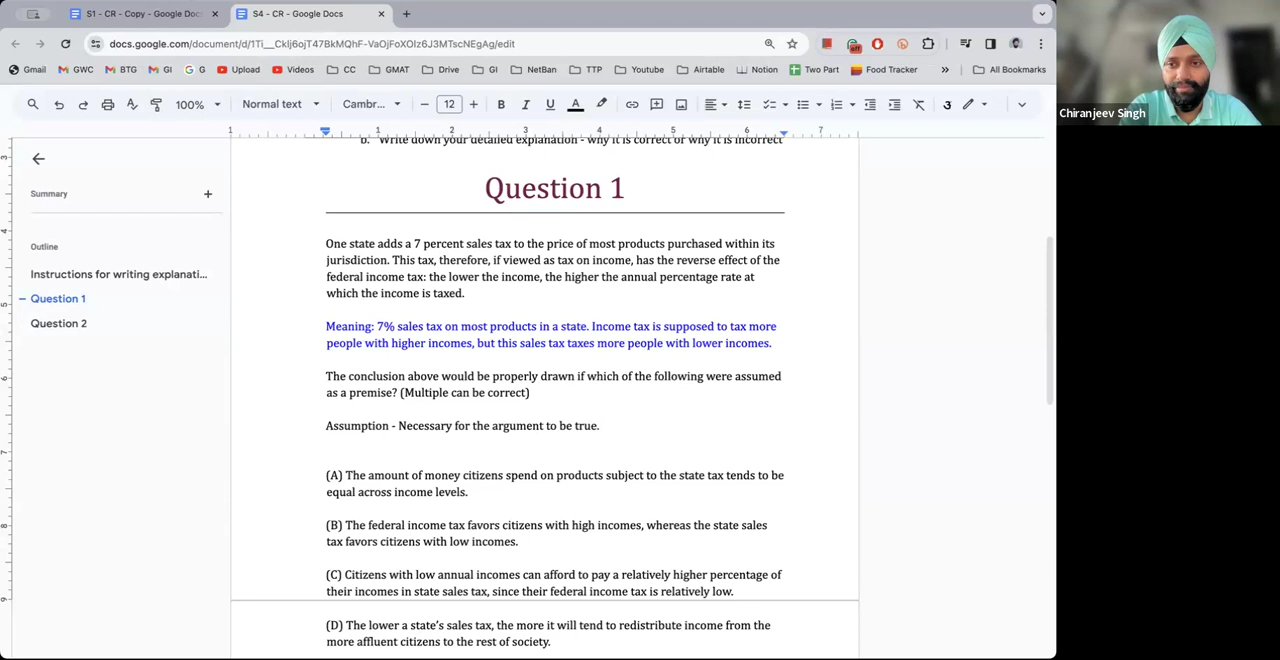 S1 - CR - Copy - Google Doc
S4 - CR - Google Docs
docs.google.com/document/d/1Ti__CkIj6ojT47BkMQhF-VaOjFoXOIz6J3MTscNEgAg/edit
Gmail
GWC
BTG
GI
G
Upload
Videos
CC
GMAT
Drive
CJ
NetBan
TTP
Youtube
Airtable
Notion
Two Part
Food Tracker
»
All Bookmarks
100%
Normal text
Cambr...
12
Summary
Outline
Instructions for writing explanati...
Question 1
Question 2
b. Write down your detailed explanation - why it is correct or why it is incorrect
Question 1
One state adds a 7 percent sales tax to the price of most products purchased within its
jurisdiction. This tax, therefore, if viewed as tax on income, has the reverse effect of the
federal income tax: the lower the income, the higher the annual percentage rate at
which the income is taxed.
Meaning: 7% sales tax on most products in a state. Income tax is supposed to tax more
people with higher incomes, but this sales tax taxes more people with lower incomes.
The conclusion above would be properly drawn if which of the following were assumed
as a premise? (Multiple can be correct)
Assumption - Necessary for the argument to be true.
(A) The amount of money citizens spend on products subject to the state tax tends to be
equal across income levels.
(B) The federal income tax favors citizens with high incomes, whereas the state sales
tax favors citizens with low incomes.
(C) Citizens with low annual incomes can afford to pay a relatively higher percentage of
their incomes in state sales tax, since their federal income tax is relatively low.
(D) The lower a state's sales tax, the more it will tend to redistribute income from the
more affluent citizens to the rest of society.
Chiranjeev Singh